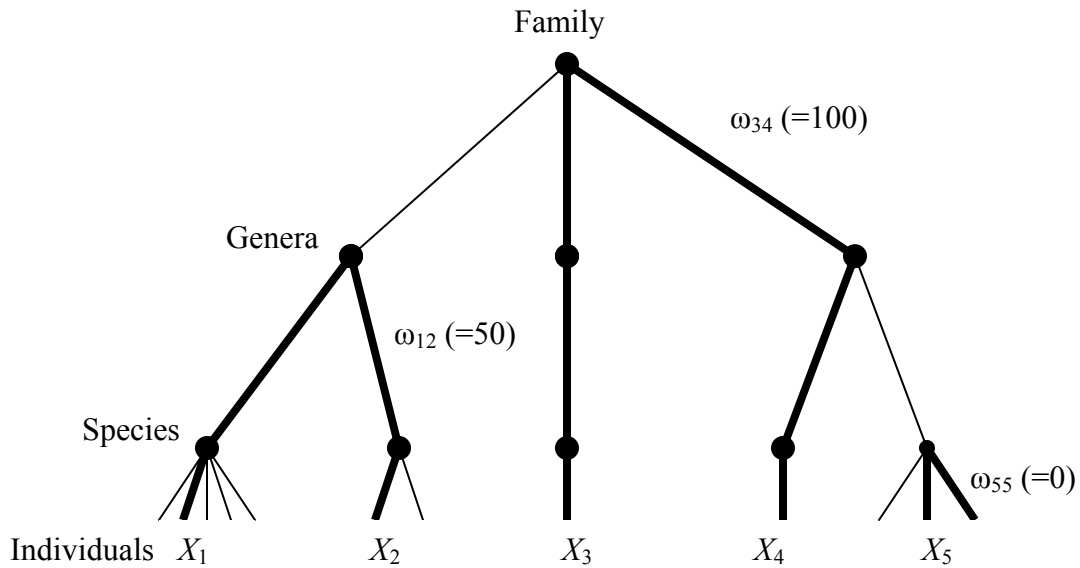 Family
ω₃₄ (=100)
Genera
ω₁₂ (=50)
Species
ω₅₅ (=0)
Individuals X₁ X₂ X₃ X₄ X₅